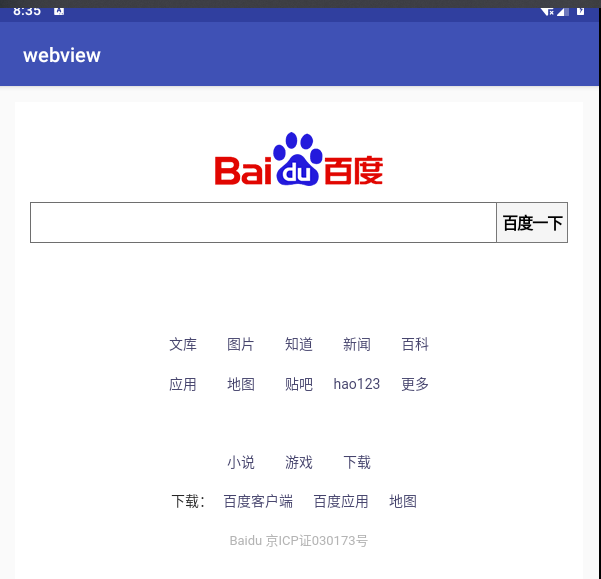 8:35
webview
Bai du 百度
百度一下
文库 图片 知道 新闻 百科
应用 地图 贴吧 hao123 更多
小说 游戏 下载
下载： 百度客户端 百度应用 地图
Baidu 京ICP证030173号